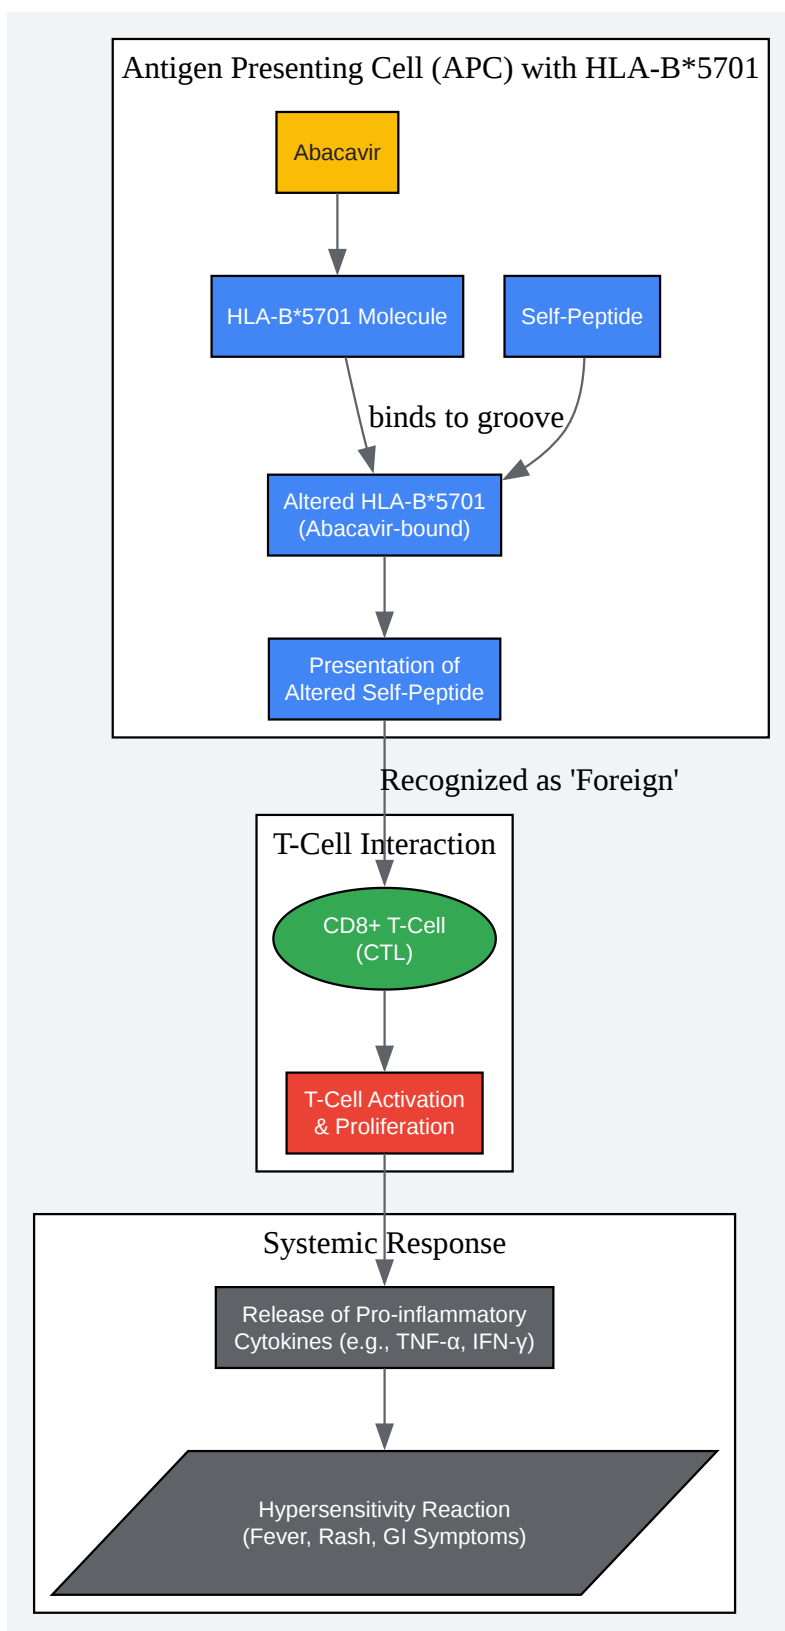 Antigen Presenting Cell (APC) with HLA-B*5701
Abacavir
HLA-B*5701 Molecule
Self-Peptide
binds to groove
Altered HLA-B*5701
(Abacavir-bound)
Presentation of
Altered Self-Peptide
Recognized as 'Foreign'
T-Cell Interaction
CD8+ T-Cell
(CTL)
T-Cell Activation
& Proliferation
Systemic Response
Release of Pro-inflammatory
Cytokines (e.g., TNF-α, IFN-γ)
Hypersensitivity Reaction
(Fever, Rash, GI Symptoms)